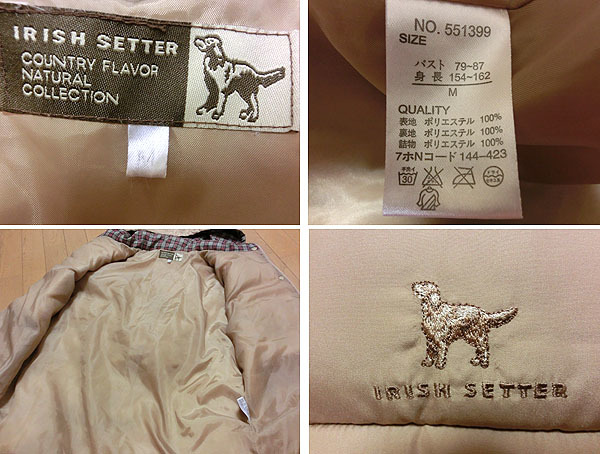 IRISH SETTER
COUNTRY FLAVOR
NATURAL
COLLECTION
M
NO. 551399
SIZE
バスト 79~87
身長 154~162
M
QUALITY
表地 ポリエステル 100%
裏地 ポリエステル 100%
詰物 ポリエステル 100%
7ホNコード 144-423
手洗イ
30
IRISH SETTER